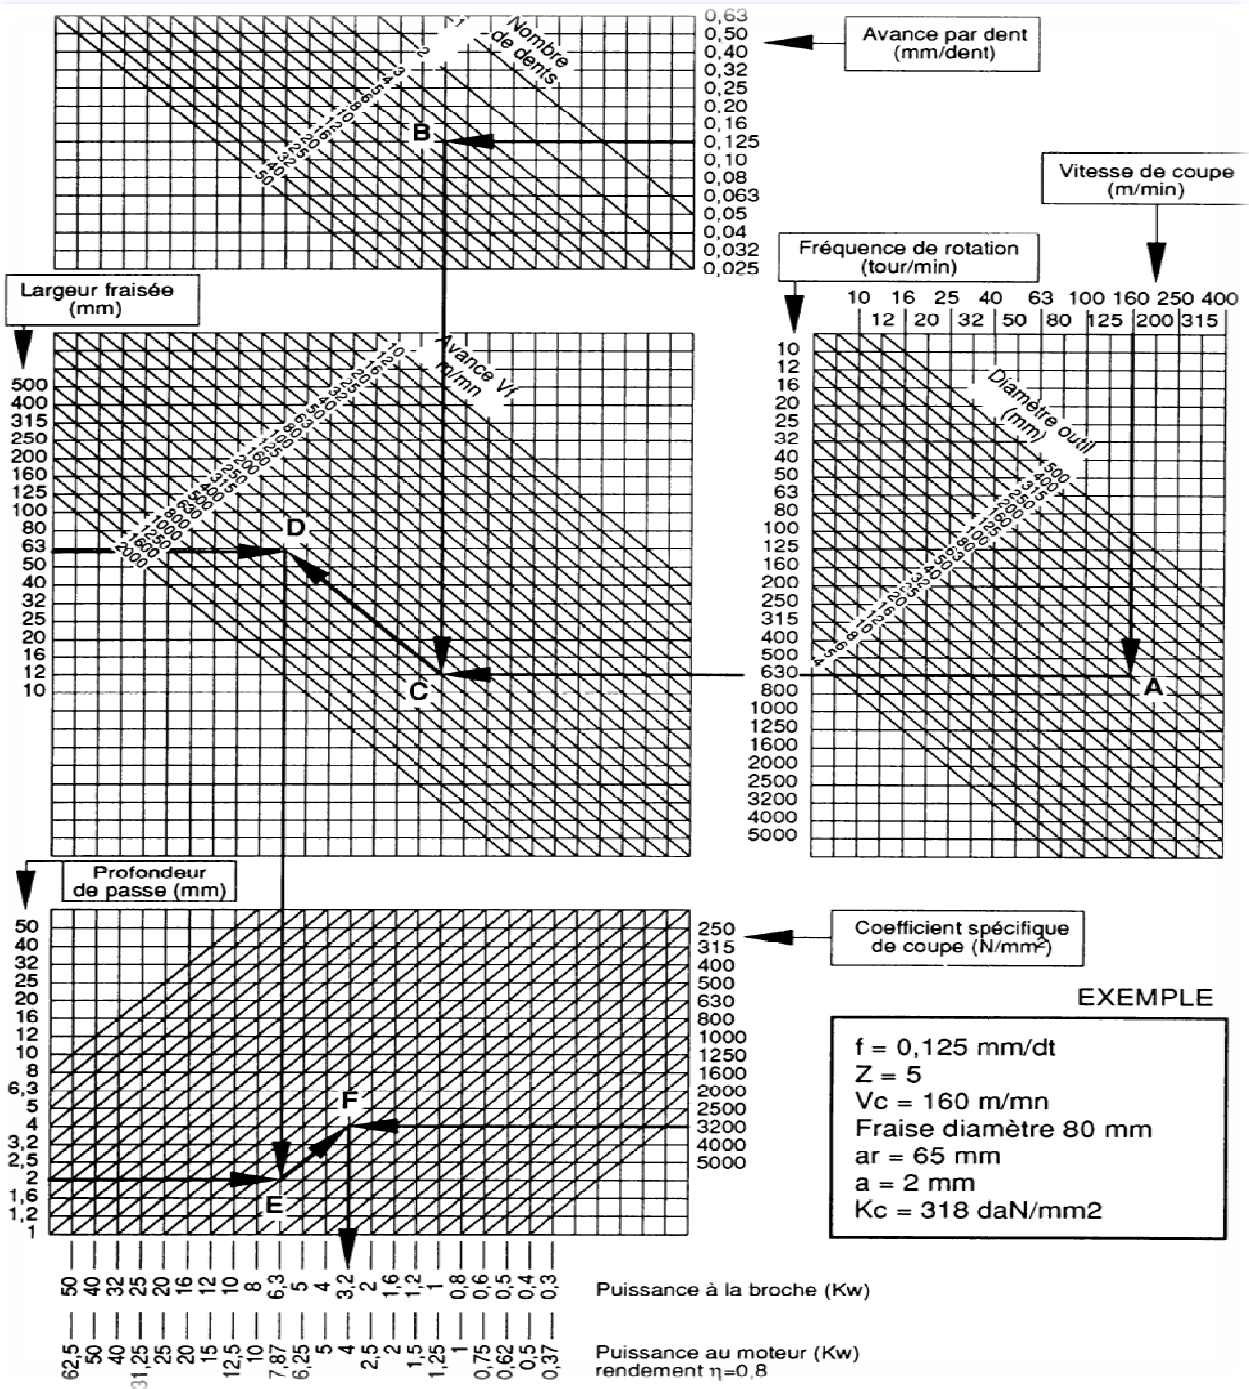 0,63
0,50
0,40
0,32
0,25
0,20
0,16
0,125
0,10
0,08
0,063
0,05
0,04
0,032
0,025
Avance par dent
(mm/dent)
Nombre
de dents
1
2
3
4
5
6
8
50
B
Vitesse de coupe
(m/min)
Fréquence de rotation
(tour/min)
10 16 25 40 63 100 160 250 400
12 20 32 50 80 125 200 315
Largeur fraisée
(mm)
500
400
315
250
200
160
125
100
80
63
50
40
32
25
20
16
12
10
Avance Vf
m/mn
10
2000
D
C
10
12
16
20
25
32
40
50
63
80
100
125
160
200
250
315
400
500
630
800
1000
1250
1600
2000
2500
3200
4000
5000
Diamètre outil
(mm)
500
400
315
A
Profondeur
de passe (mm)
50
40
32
25
20
16
12
10
8
6,3
5
4
3,2
2,5
2
1,6
1,2
1
F
E
250
315
400
500
630
800
1000
1250
1600
2000
2500
3200
4000
5000
Coefficient spécifique
de coupe (N/mm²)
EXEMPLE
f = 0,125 mm/dt
Z = 5
Vc = 160 m/mn
Fraise diamètre 80 mm
ar = 65 mm
a = 2 mm
Kc = 318 daN/mm2
50 40 32 25 20 16 12 10 8 6,3 5 4 3,2 2 1,6 1,2 1 0,8 0,6 0,5 0,4 0,3
Puissance à la broche (Kw)
62,5 50 40 31,25 25 20 15 12,5 10 7,87 6,25 5 4 2,5 2 1,5 1,25 1 0,75 0,62 0,5 0,37
Puissance au moteur (Kw)
rendement η=0,8